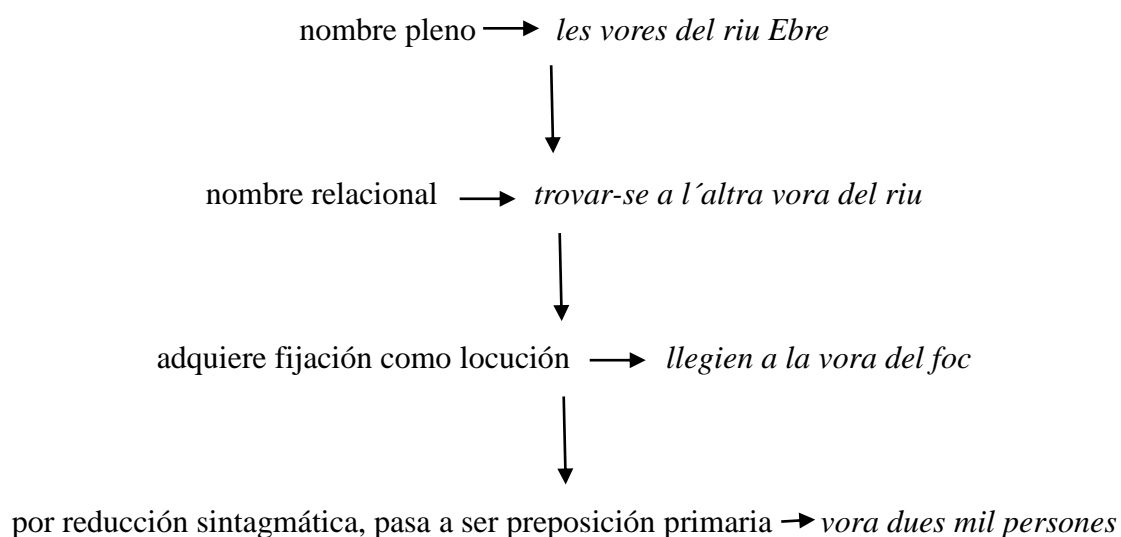 nombre pleno → les vores del riu Ebre
nombre relacional → trovar-se a l´altra vora del riu
adquiere fijación como locución → llegien a la vora del foc
por reducción sintagmática, pasa a ser preposición primaria → vora dues mil persones